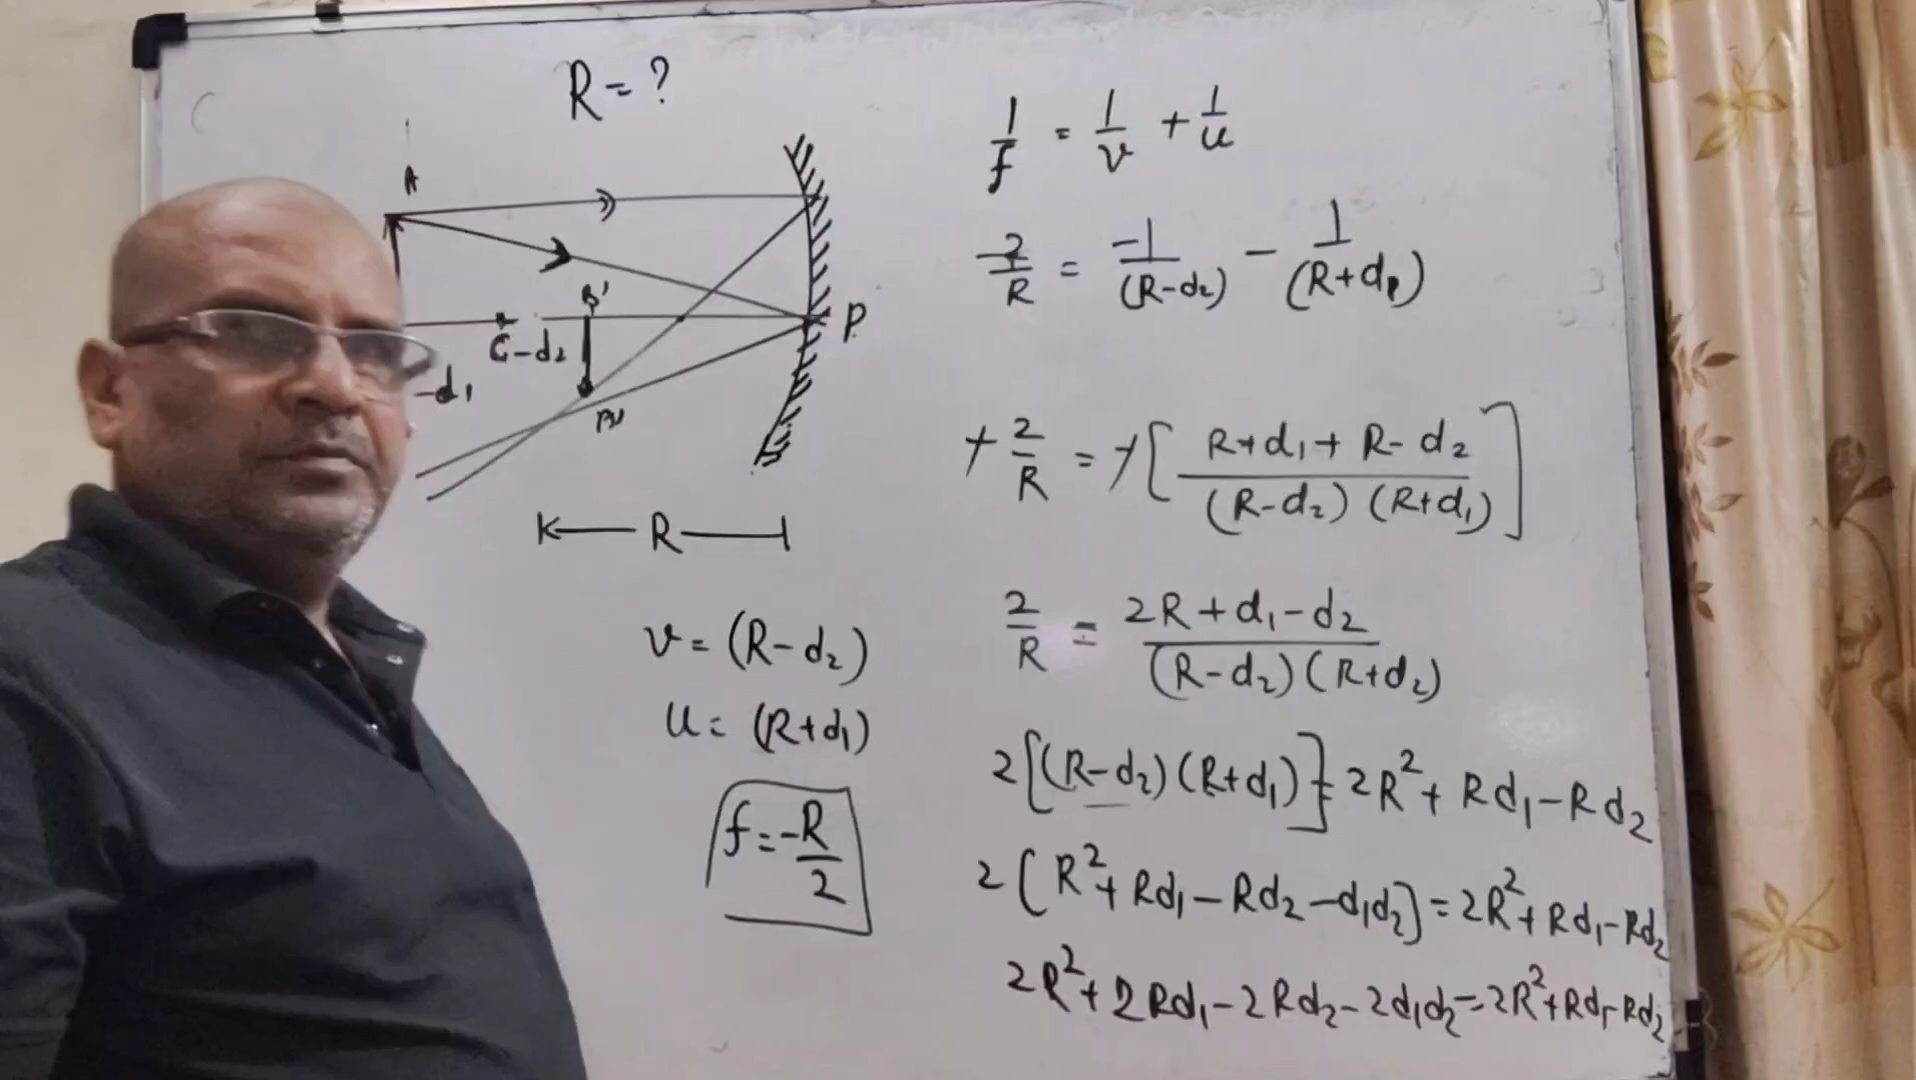 R = ?
A
B'
C -d₂
-d₁
P
R
v = (R-d₂)
u = (R+d₁)
f = -R/2
1/f = 1/v + 1/u
-2/R = -1/(R-d₂) - 1/(R+d₁)
+ 2/R = +[ R+d₁+R-d₂ / (R-d₂) (R+d₁) ]
2/R = 2R+d₁-d₂ / (R-d₂)(R+d₂)
2[(R-d₂)(R+d₁)] = 2R²+Rd₁-Rd₂
2(R²+Rd₁-Rd₂-d₁d₂] = 2R²+Rd₁-Rd₂
2R²+2Rd₁-2Rd₂-2d₁d₂=2R²+Rd₁-Rd₂